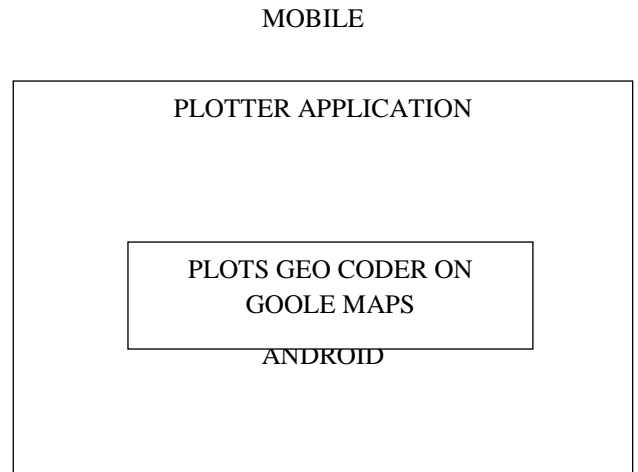 MOBILE
PLOTTER APPLICATION
PLOTS GEO CODER ON
GOOLE MAPS
ANDROID